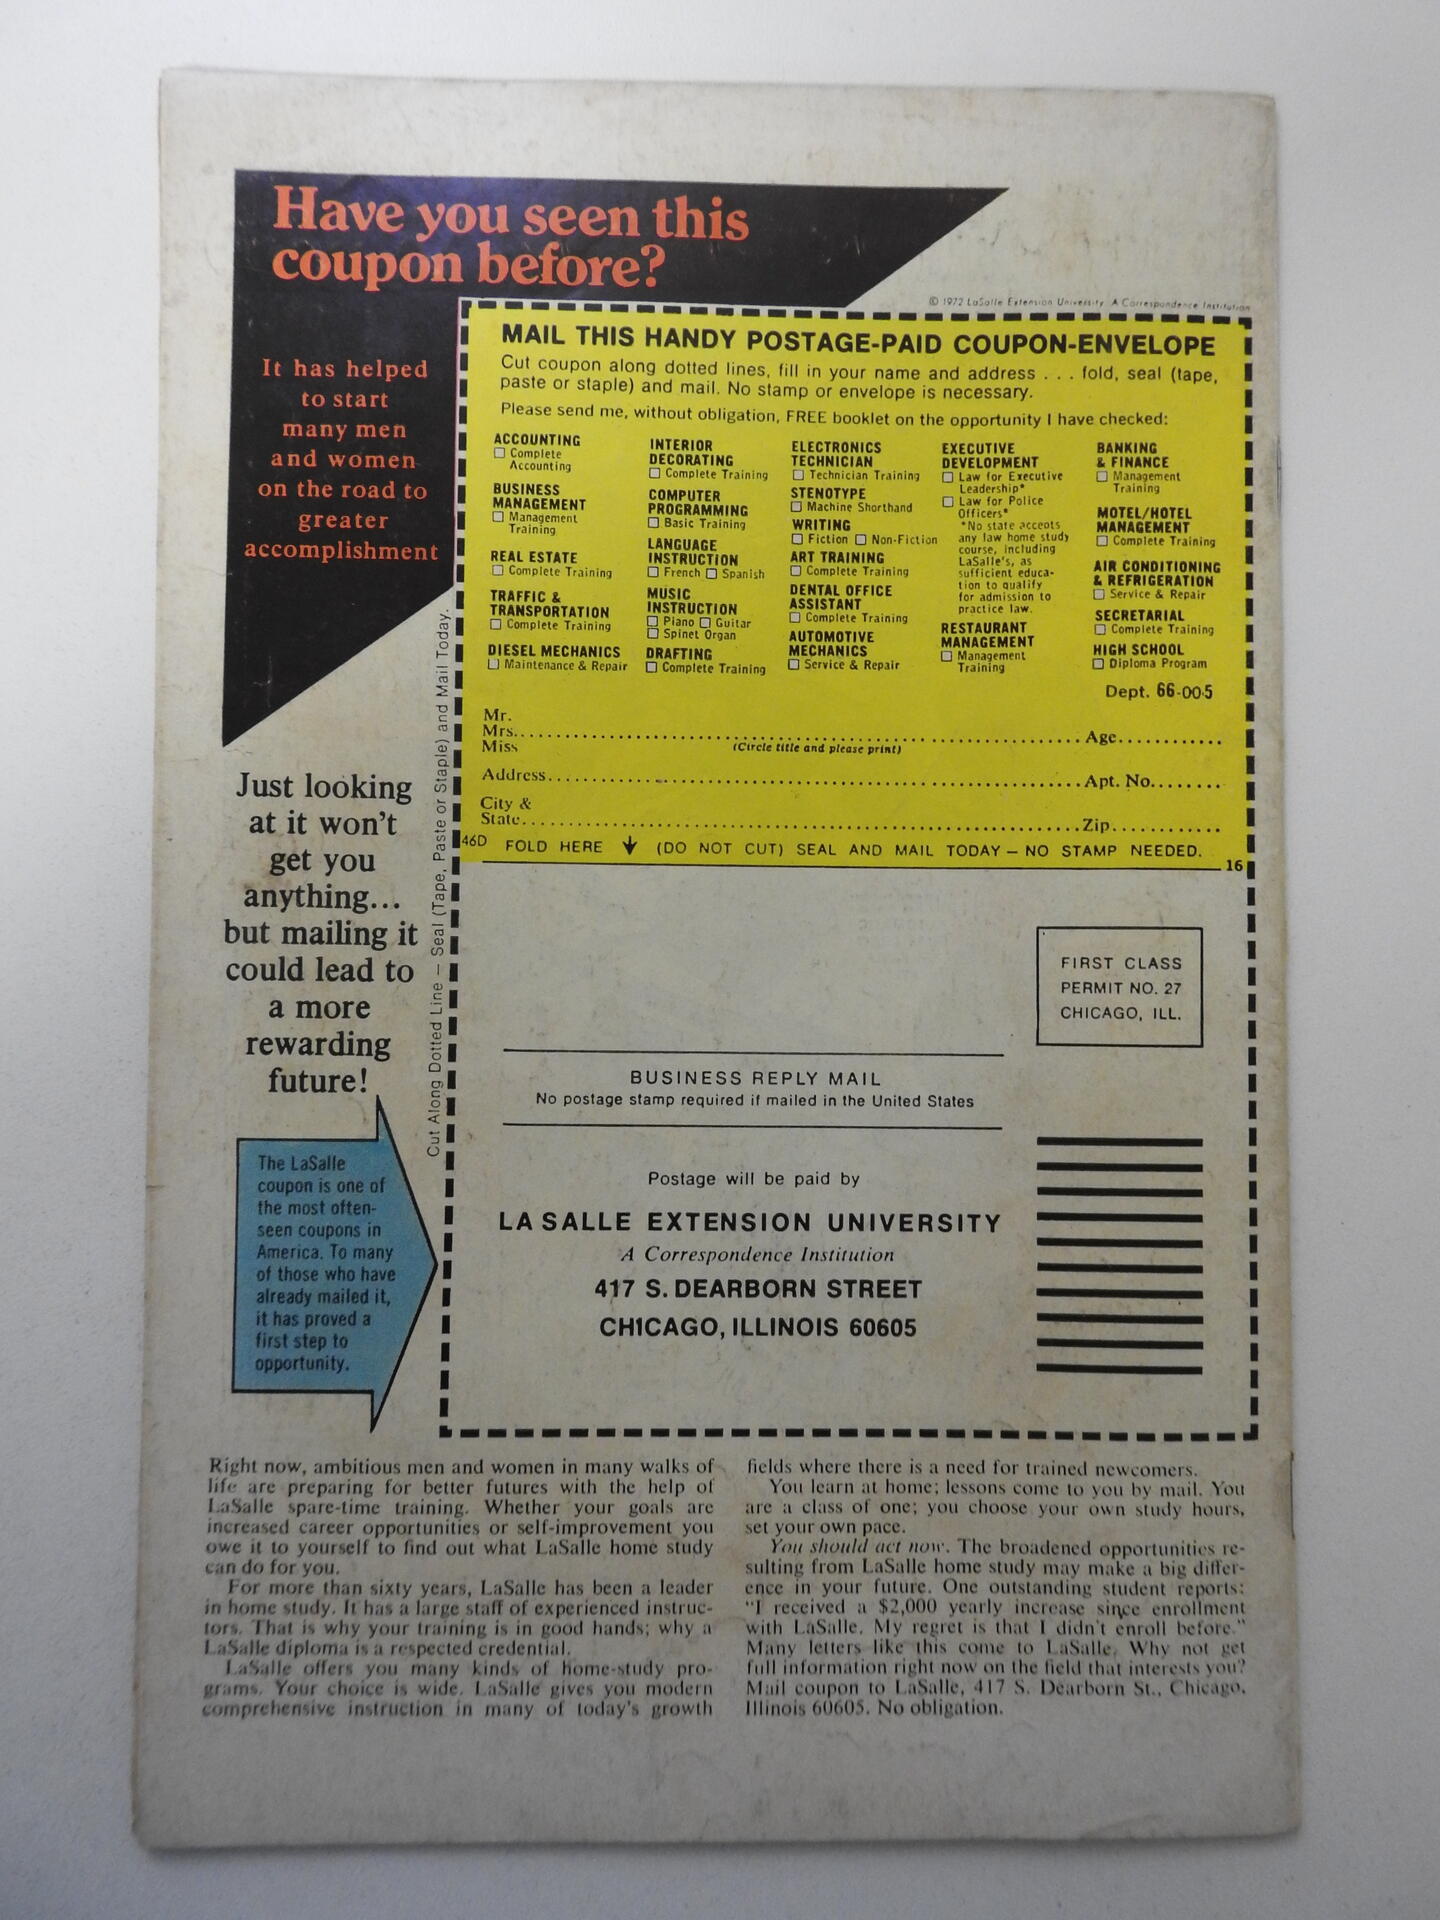 Have you seen this
coupon before?
© 1972 LaSalle Extension University A Correspondence Institution
It has helped
to start
many men
and women
on the road to
greater
accomplishment
MAIL THIS HANDY POSTAGE-PAID COUPON-ENVELOPE
Cut coupon along dotted lines, fill in your name and address . . . fold, seal (tape,
paste or staple) and mail. No stamp or envelope is necessary.
Please send me, without obligation, FREE booklet on the opportunity I have checked:
ACCOUNTING
☐ Complete
Accounting
BUSINESS
MANAGEMENT
☐ Management
Training
REAL ESTATE
☐ Complete Training
TRAFFIC &
TRANSPORTATION
☐ Complete Training
DIESEL MECHANICS
☐ Maintenance & Repair
INTERIOR
DECORATING
☐ Complete Training
COMPUTER
PROGRAMMING
☐ Basic Training
LANGUAGE
INSTRUCTION
☐ French ☐ Spanish
MUSIC
INSTRUCTION
☐ Piano ☐ Guitar
☐ Spinet Organ
DRAFTING
☐ Complete Training
ELECTRONICS
TECHNICIAN
☐ Technician Training
STENOTYPE
☐ Machine Shorthand
WRITING
☐ Fiction ☐ Non-Fiction
ART TRAINING
☐ Complete Training
DENTAL OFFICE
ASSISTANT
☐ Complete Training
AUTOMOTIVE
MECHANICS
☐ Service & Repair
EXECUTIVE
DEVELOPMENT
☐ Law for Executive
Leadership*
☐ Law for Police
Officers*
*No state accepts
any law home study
course, including
LaSalle's, as
sufficient educa-
tion to qualify
for admission to
practice law.
RESTAURANT
MANAGEMENT
☐ Management
Training
BANKING
& FINANCE
☐ Management
Training
MOTEL/HOTEL
MANAGEMENT
☐ Complete Training
AIR CONDITIONING
& REFRIGERATION
☐ Service & Repair
SECRETARIAL
☐ Complete Training
HIGH SCHOOL
☐ Diploma Program
Dept. 66-005
Mr.
Mrs. Age
Miss (Circle title and please print)
Address Apt. No.
City &
State Zip
46D FOLD HERE ↓ (DO NOT CUT) SEAL AND MAIL TODAY – NO STAMP NEEDED.
16
Cut Along Dotted Line – Seal (Tape, Paste or Staple) and Mail Today.
Just looking
at it won't
get you
anything...
but mailing it
could lead to
a more
rewarding
future!
FIRST CLASS
PERMIT NO. 27
CHICAGO, ILL.
BUSINESS REPLY MAIL
No postage stamp required if mailed in the United States
Postage will be paid by
LA SALLE EXTENSION UNIVERSITY
A Correspondence Institution
417 S. DEARBORN STREET
CHICAGO, ILLINOIS 60605
The LaSalle
coupon is one of
the most often-
seen coupons in
America. To many
of those who have
already mailed it,
it has proved a
first step to
opportunity.
Right now, ambitious men and women in many walks of
life are preparing for better futures with the help of
LaSalle spare-time training. Whether your goals are
increased career opportunities or self-improvement you
owe it to yourself to find out what LaSalle home study
can do for you.
For more than sixty years, LaSalle has been a leader
in home study. It has a large staff of experienced instruc-
tors. That is why your training is in good hands; why a
LaSalle diploma is a respected credential.
LaSalle offers you many kinds of home-study pro-
grams. Your choice is wide. LaSalle gives you modern
comprehensive instruction in many of today's growth
fields where there is a need for trained newcomers.
You learn at home; lessons come to you by mail. You
are a class of one; you choose your own study hours,
set your own pace.
You should act now. The broadened opportunities re-
sulting from LaSalle home study may make a big differ-
ence in your future. One outstanding student reports:
"I received a $2,000 yearly increase since enrollment
with LaSalle. My regret is that I didn't enroll before."
Many letters like this come to LaSalle. Why not get
full information right now on the field that interests you?
Mail coupon to LaSalle, 417 S. Dearborn St., Chicago,
Illinois 60605. No obligation.